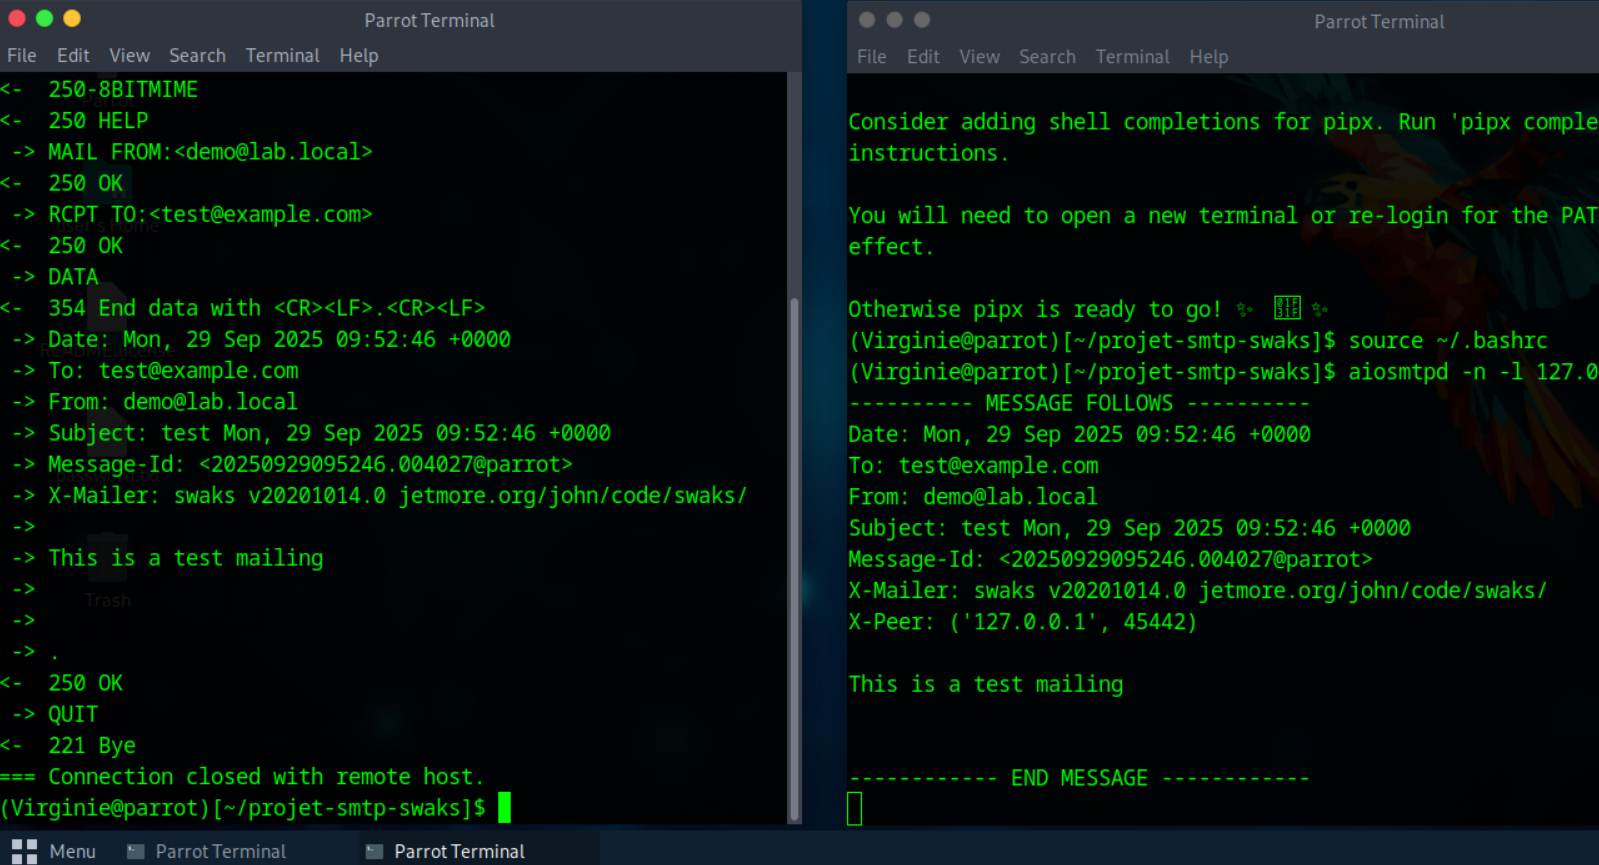 Parrot Terminal
File Edit View Search Terminal Help
<-  250-8BITMIME
<-  250 HELP
 -> MAIL FROM:<demo@lab.local>
<-  250 OK
 -> RCPT TO:<test@example.com>
<-  250 OK
 -> DATA
<-  354 End data with <CR><LF>.<CR><LF>
 -> Date: Mon, 29 Sep 2025 09:52:46 +0000
 -> To: test@example.com
 -> From: demo@lab.local
 -> Subject: test Mon, 29 Sep 2025 09:52:46 +0000
 -> Message-Id: <20250929095246.004027@parrot>
 -> X-Mailer: swaks v20201014.0 jetmore.org/john/code/swaks/
 ->
 -> This is a test mailing
 ->
 ->
 -> .
<-  250 OK
 -> QUIT
<-  221 Bye
=== Connection closed with remote host.
(Virginie@parrot)[~/projet-smtp-swaks]$
Parrot
user's Home
README.license
password.txt
Trash
Parrot Terminal
File Edit View Search Terminal Help
Consider adding shell completions for pipx. Run 'pipx comple
instructions.
You will need to open a new terminal or re-login for the PAT
effect.
Otherwise pipx is ready to go! ✨ 🌟 ✨
(Virginie@parrot)[~/projet-smtp-swaks]$ source ~/.bashrc
(Virginie@parrot)[~/projet-smtp-swaks]$ aiosmtpd -n -l 127.0
---------- MESSAGE FOLLOWS ----------
Date: Mon, 29 Sep 2025 09:52:46 +0000
To: test@example.com
From: demo@lab.local
Subject: test Mon, 29 Sep 2025 09:52:46 +0000
Message-Id: <20250929095246.004027@parrot>
X-Mailer: swaks v20201014.0 jetmore.org/john/code/swaks/
X-Peer: ('127.0.0.1', 45442)
This is a test mailing
------------ END MESSAGE ------------
Menu
Parrot Terminal
Parrot Terminal